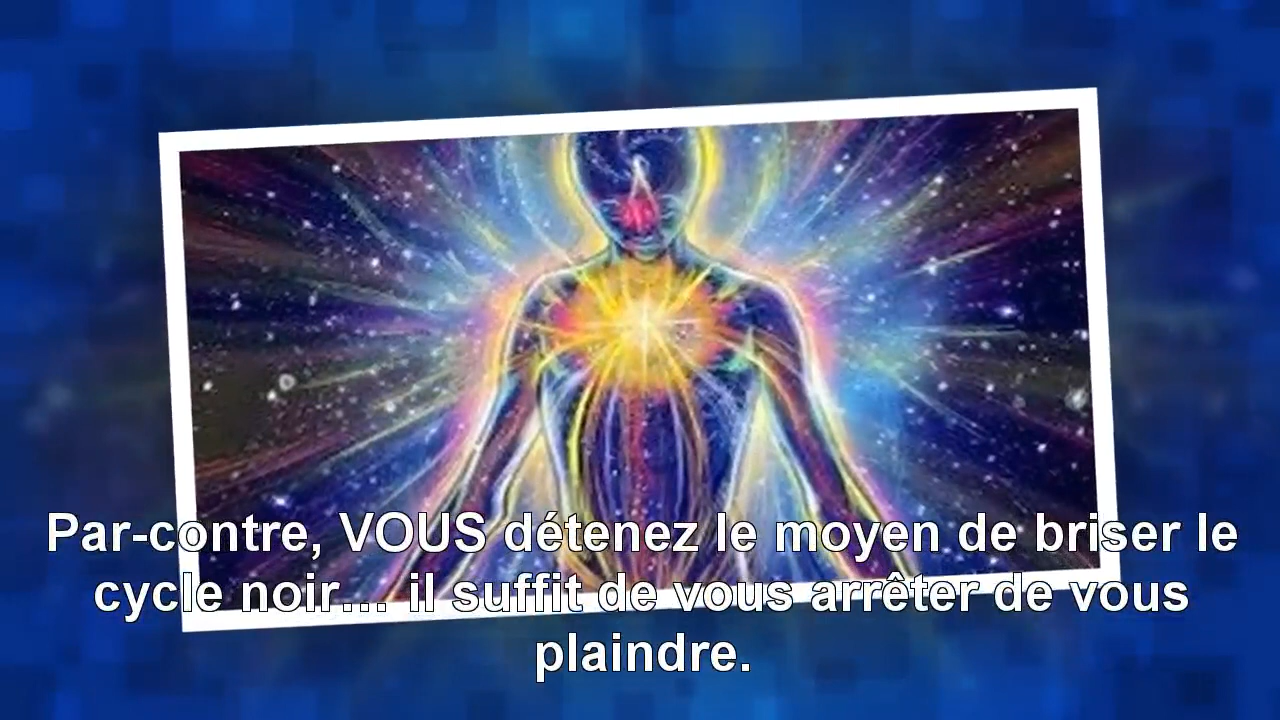 Par-contre, VOUS détenez le moyen de briser le
cycle noir... il suffit de vous arrêter de vous
plaindre.